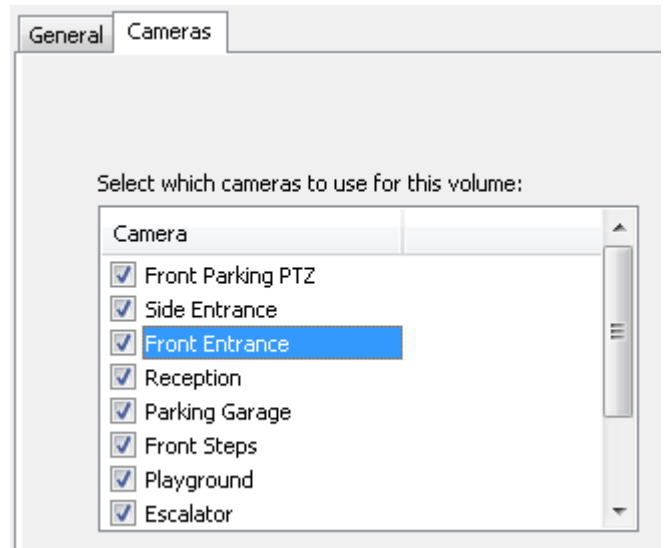 General Cameras
Select which cameras to use for this volume:
Camera
Front Parking PTZ
Side Entrance
Front Entrance
Reception
Parking Garage
Front Steps
Playground
Escalator